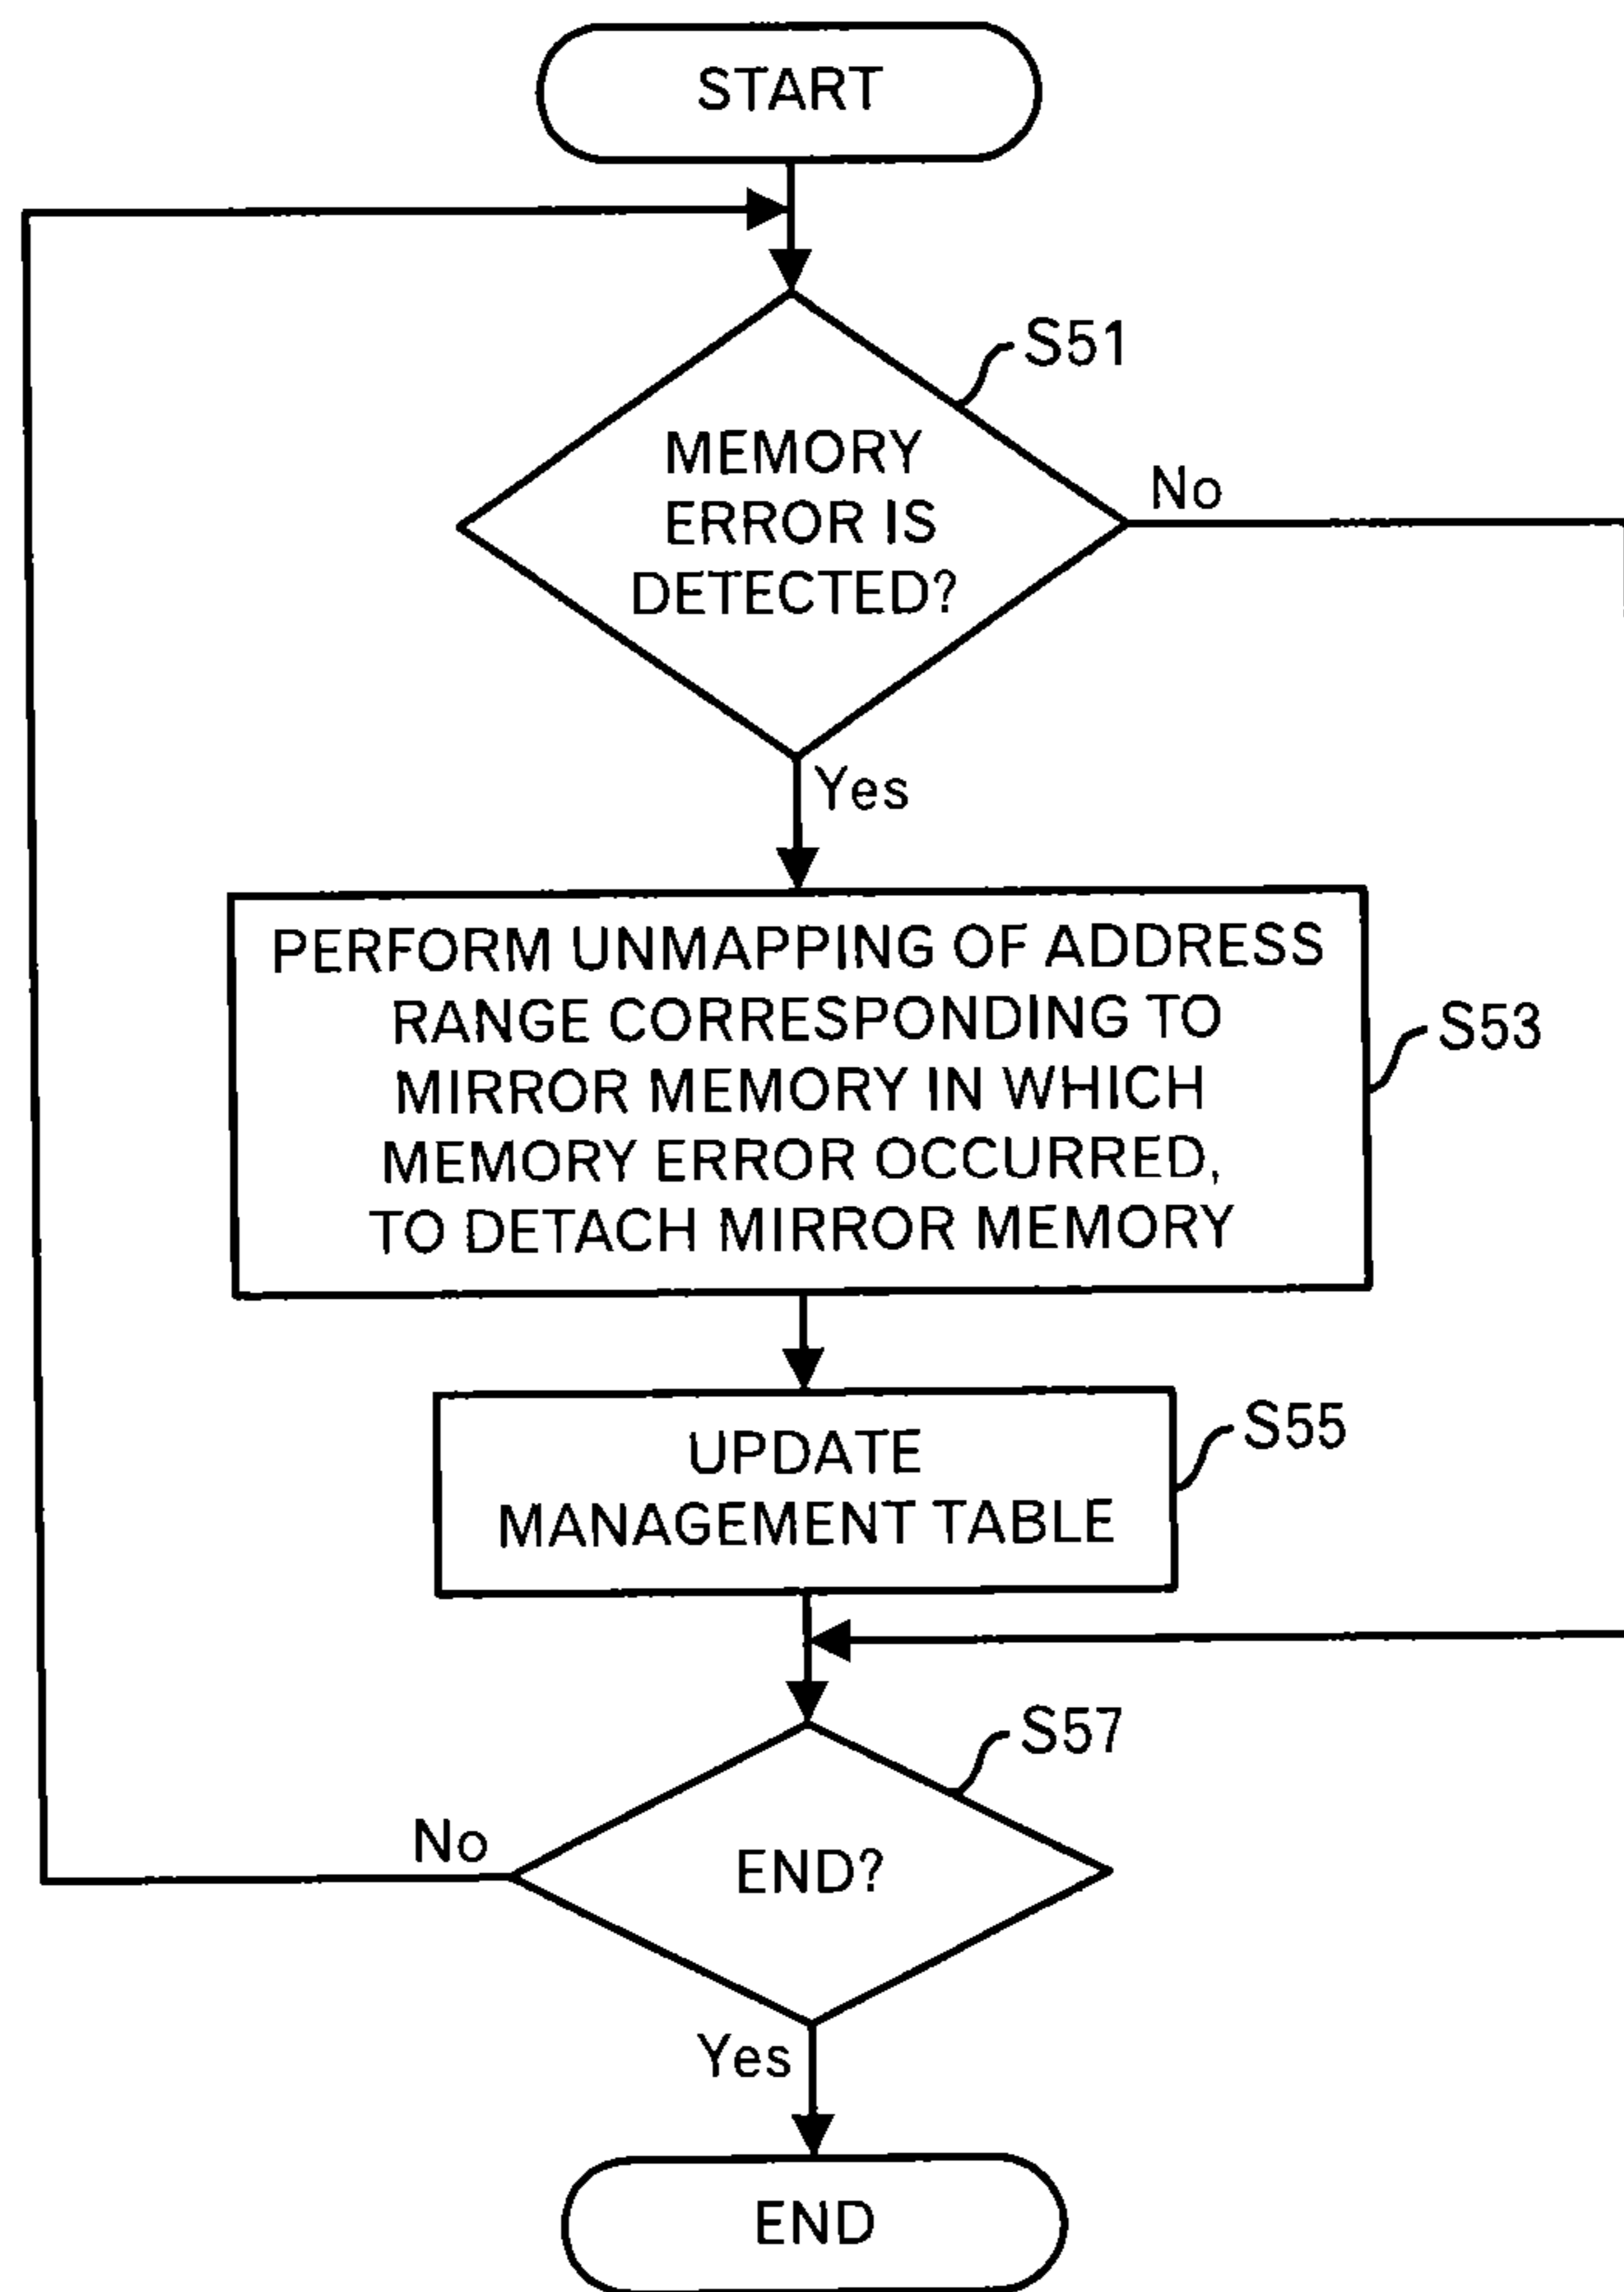 START
S51
MEMORY
ERROR IS
DETECTED?
No
Yes
PERFORM UNMAPPING OF ADDRESS
RANGE CORRESPONDING TO
MIRROR MEMORY IN WHICH
MEMORY ERROR OCCURRED,
TO DETACH MIRROR MEMORY
S53
UPDATE
MANAGEMENT TABLE
S55
S57
END?
No
Yes
END